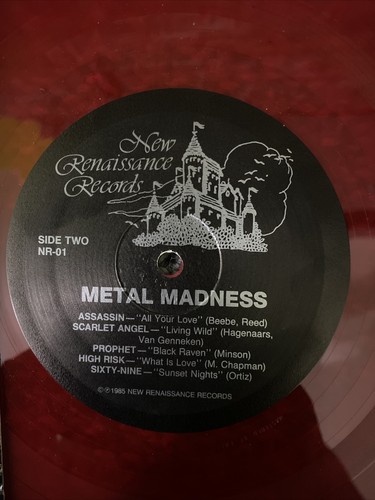 New
Renaissance
Records
SIDE TWO
NR-01
METAL MADNESS
ASSASSIN—"All Your Love" (Beebe, Reed)
SCARLET ANGEL—"Living Wild" (Hagenaars,
Van Genneken)
PROPHET—"Black Raven" (Minson)
HIGH RISK—"What Is Love" (M. Chapman)
SIXTY-NINE—"Sunset Nights" (Ortiz)
©℗1985 NEW RENAISSANCE RECORDS